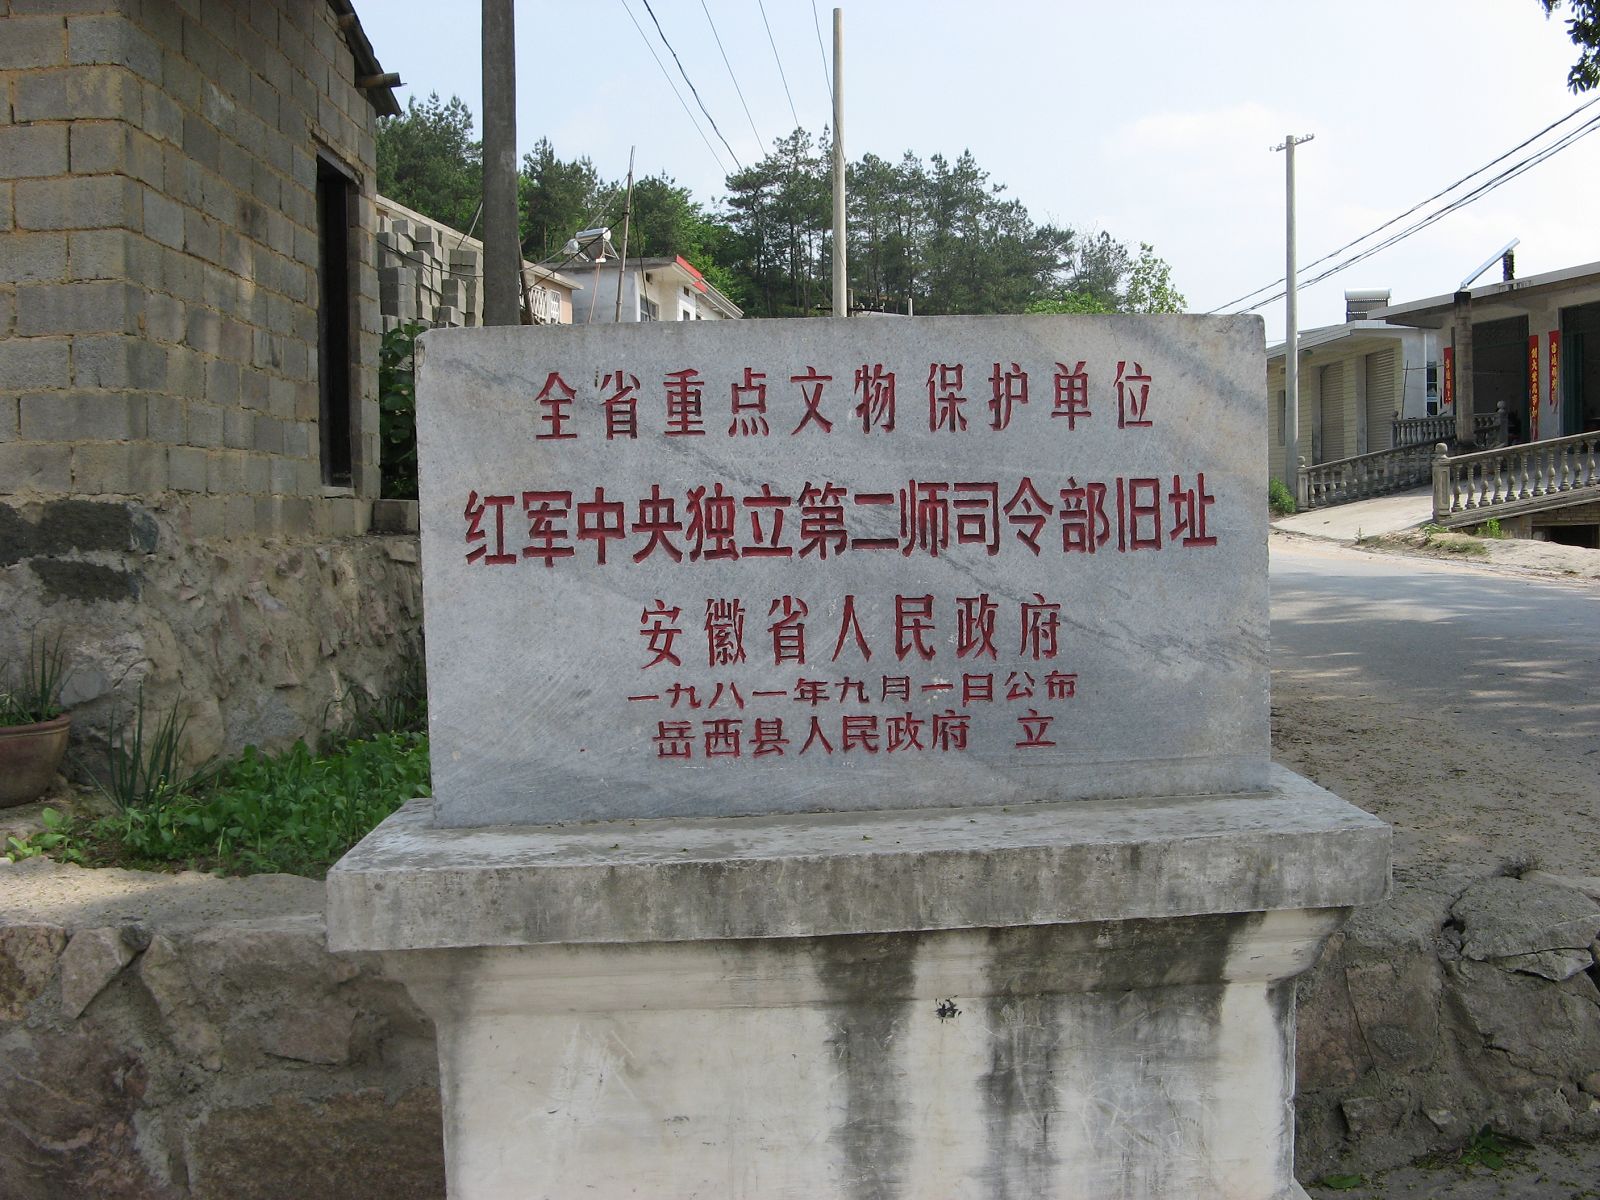 全省重点文物保护单位
红军中央独立第二师司令部旧址
安徽省人民政府
一九八一年九月一日公布
岳西县人民政府 立